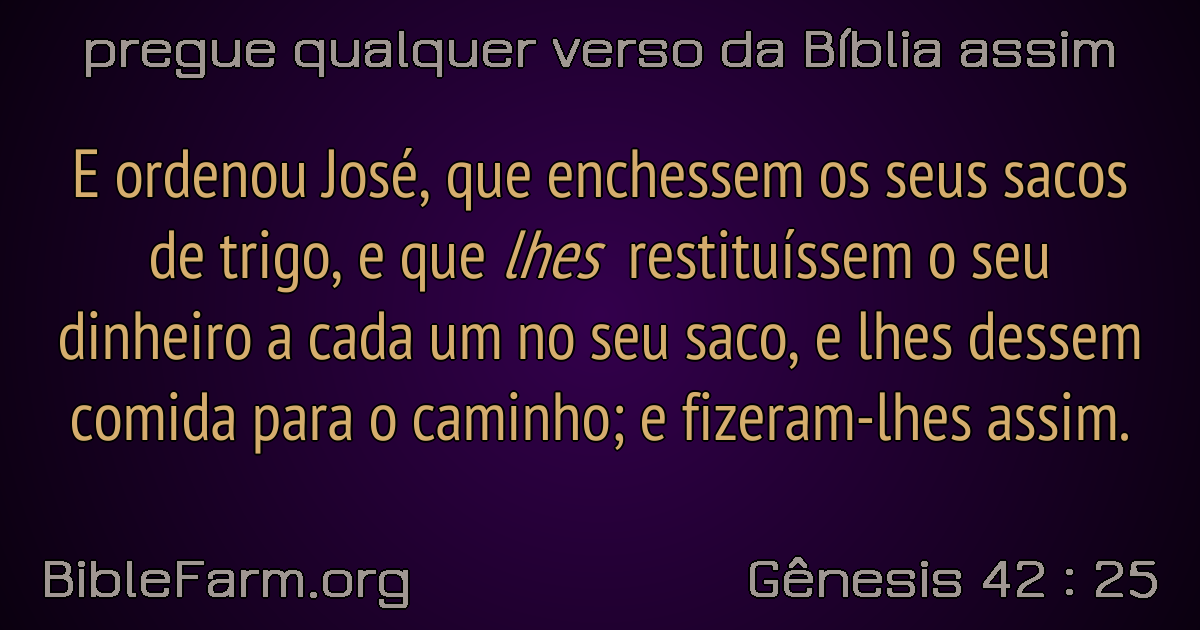 pregue qualquer verso da Bíblia assim
E ordenou José, que enchessem os seus sacos
de trigo, e que lhes restituíssem o seu
dinheiro a cada um no seu saco, e lhes dessem
comida para o caminho; e fizeram-lhes assim.
BibleFarm.org
Gênesis 42 : 25